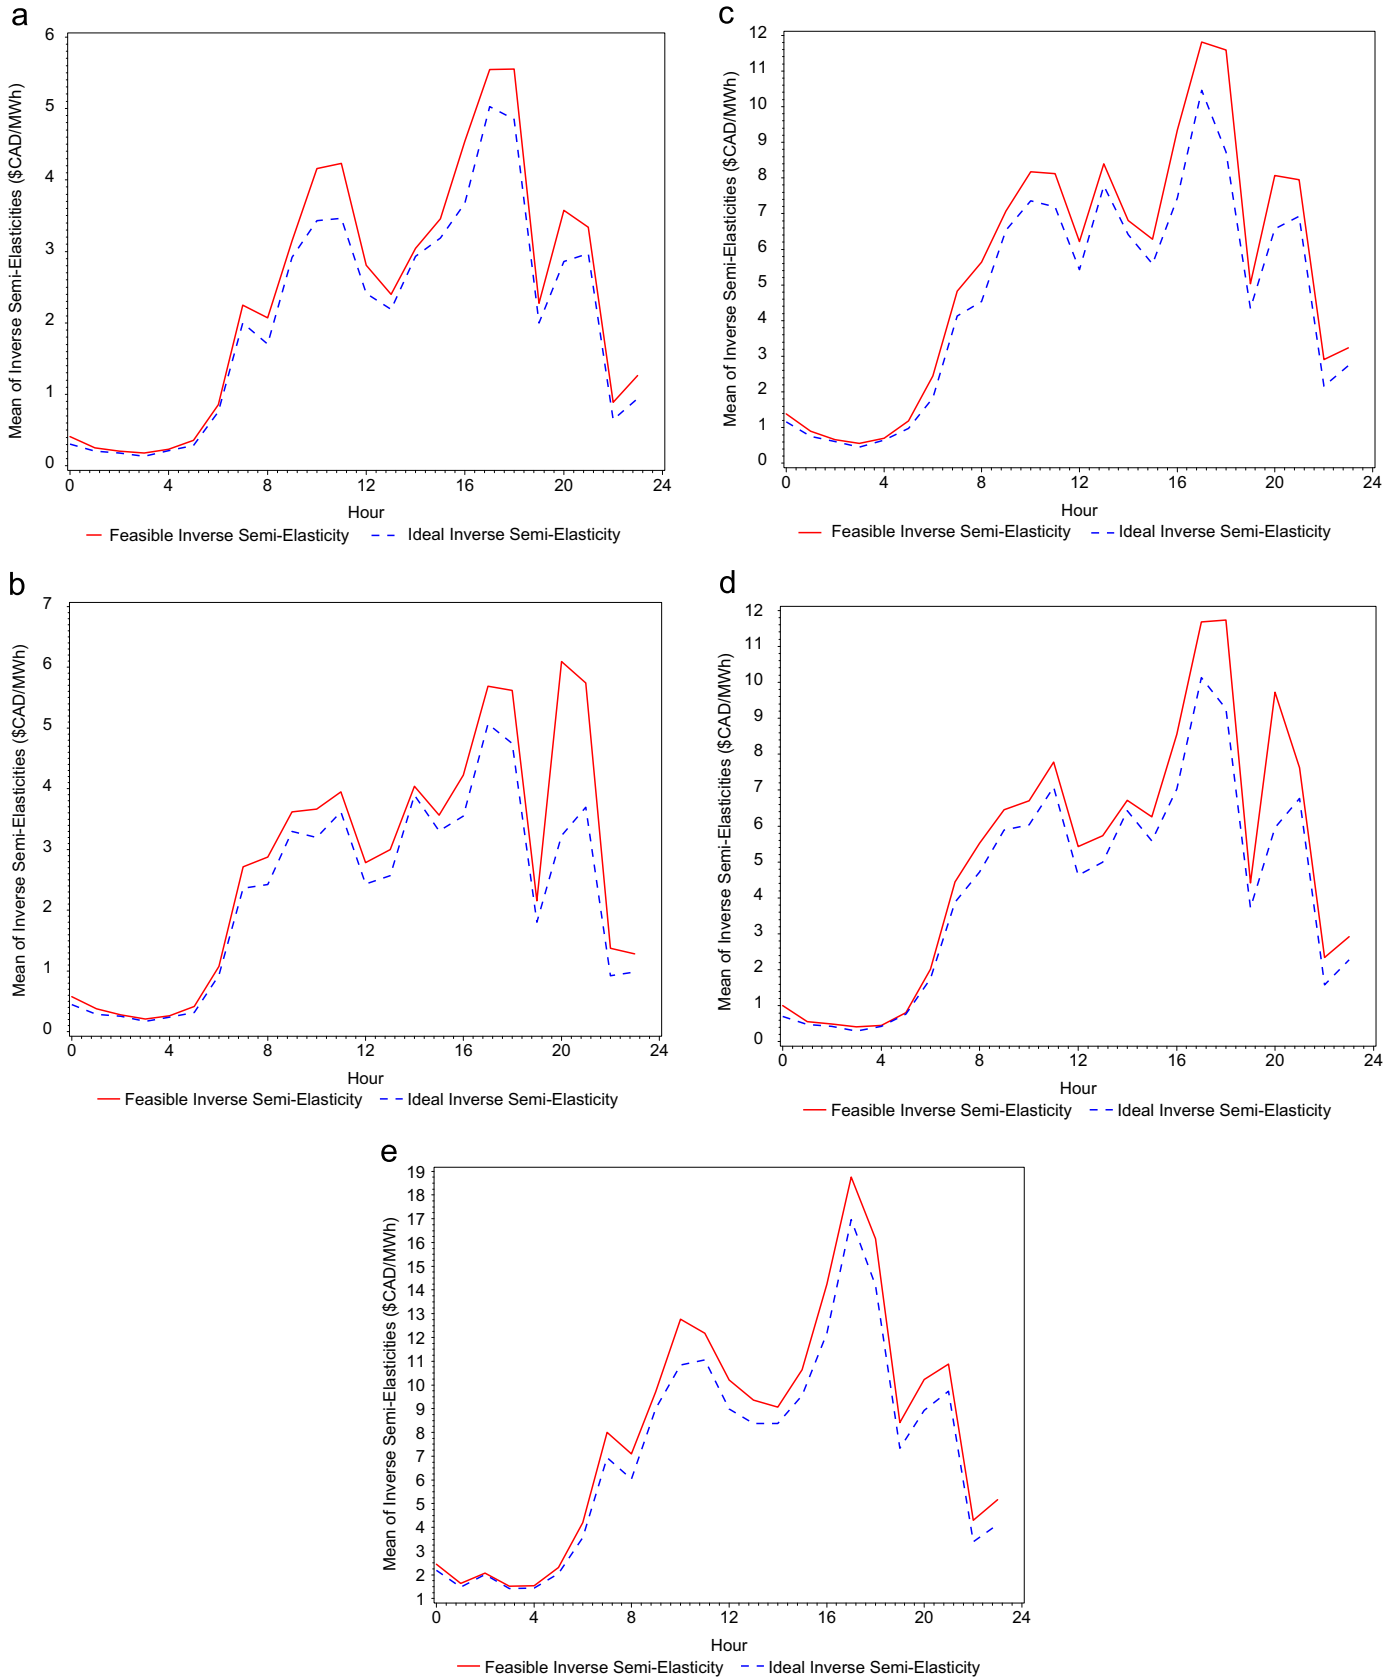 a
Mean of Inverse Semi-Elasticities ($CAD/MWh)
6
5
4
3
2
1
0
0 4 8 12 16 20 24
Hour
Feasible Inverse Semi-Elasticity Ideal Inverse Semi-Elasticity
c
Mean of Inverse Semi-Elasticities ($CAD/MWh)
12
11
10
9
8
7
6
5
4
3
2
1
0
0 4 8 12 16 20 24
Hour
Feasible Inverse Semi-Elasticity Ideal Inverse Semi-Elasticity
b
Mean of Inverse Semi-Elasticities ($CAD/MWh)
7
6
5
4
3
2
1
0
0 4 8 12 16 20 24
Hour
Feasible Inverse Semi-Elasticity Ideal Inverse Semi-Elasticity
d
Mean of Inverse Semi-Elasticities ($CAD/MWh)
12
11
10
9
8
7
6
5
4
3
2
1
0
0 4 8 12 16 20 24
Hour
Feasible Inverse Semi-Elasticity Ideal Inverse Semi-Elasticity
e
Mean of Inverse Semi-Elasticities ($CAD/MWh)
19
18
17
16
15
14
13
12
11
10
9
8
7
6
5
4
3
2
1
0 4 8 12 16 20 24
Hour
Feasible Inverse Semi-Elasticity Ideal Inverse Semi-Elasticity